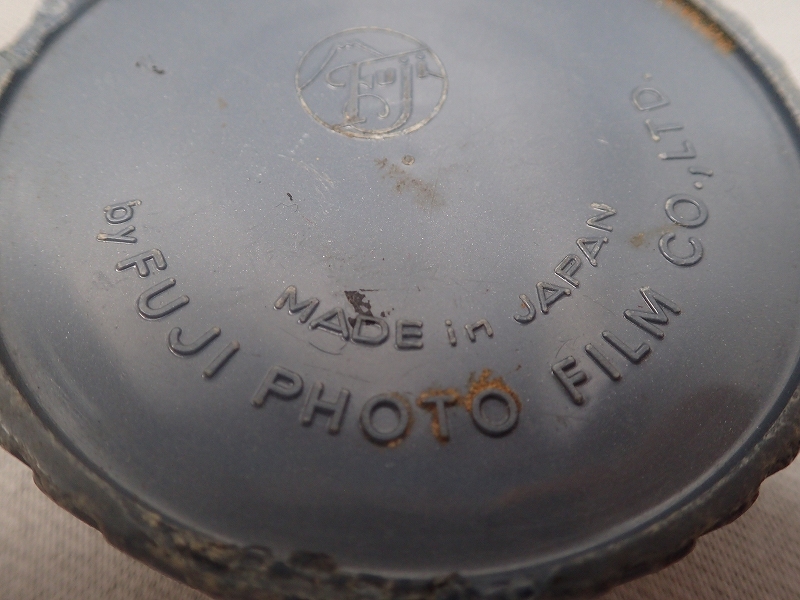 Fuji
MADE in JAPAN
by FUJI PHOTO FILM CO., LTD.